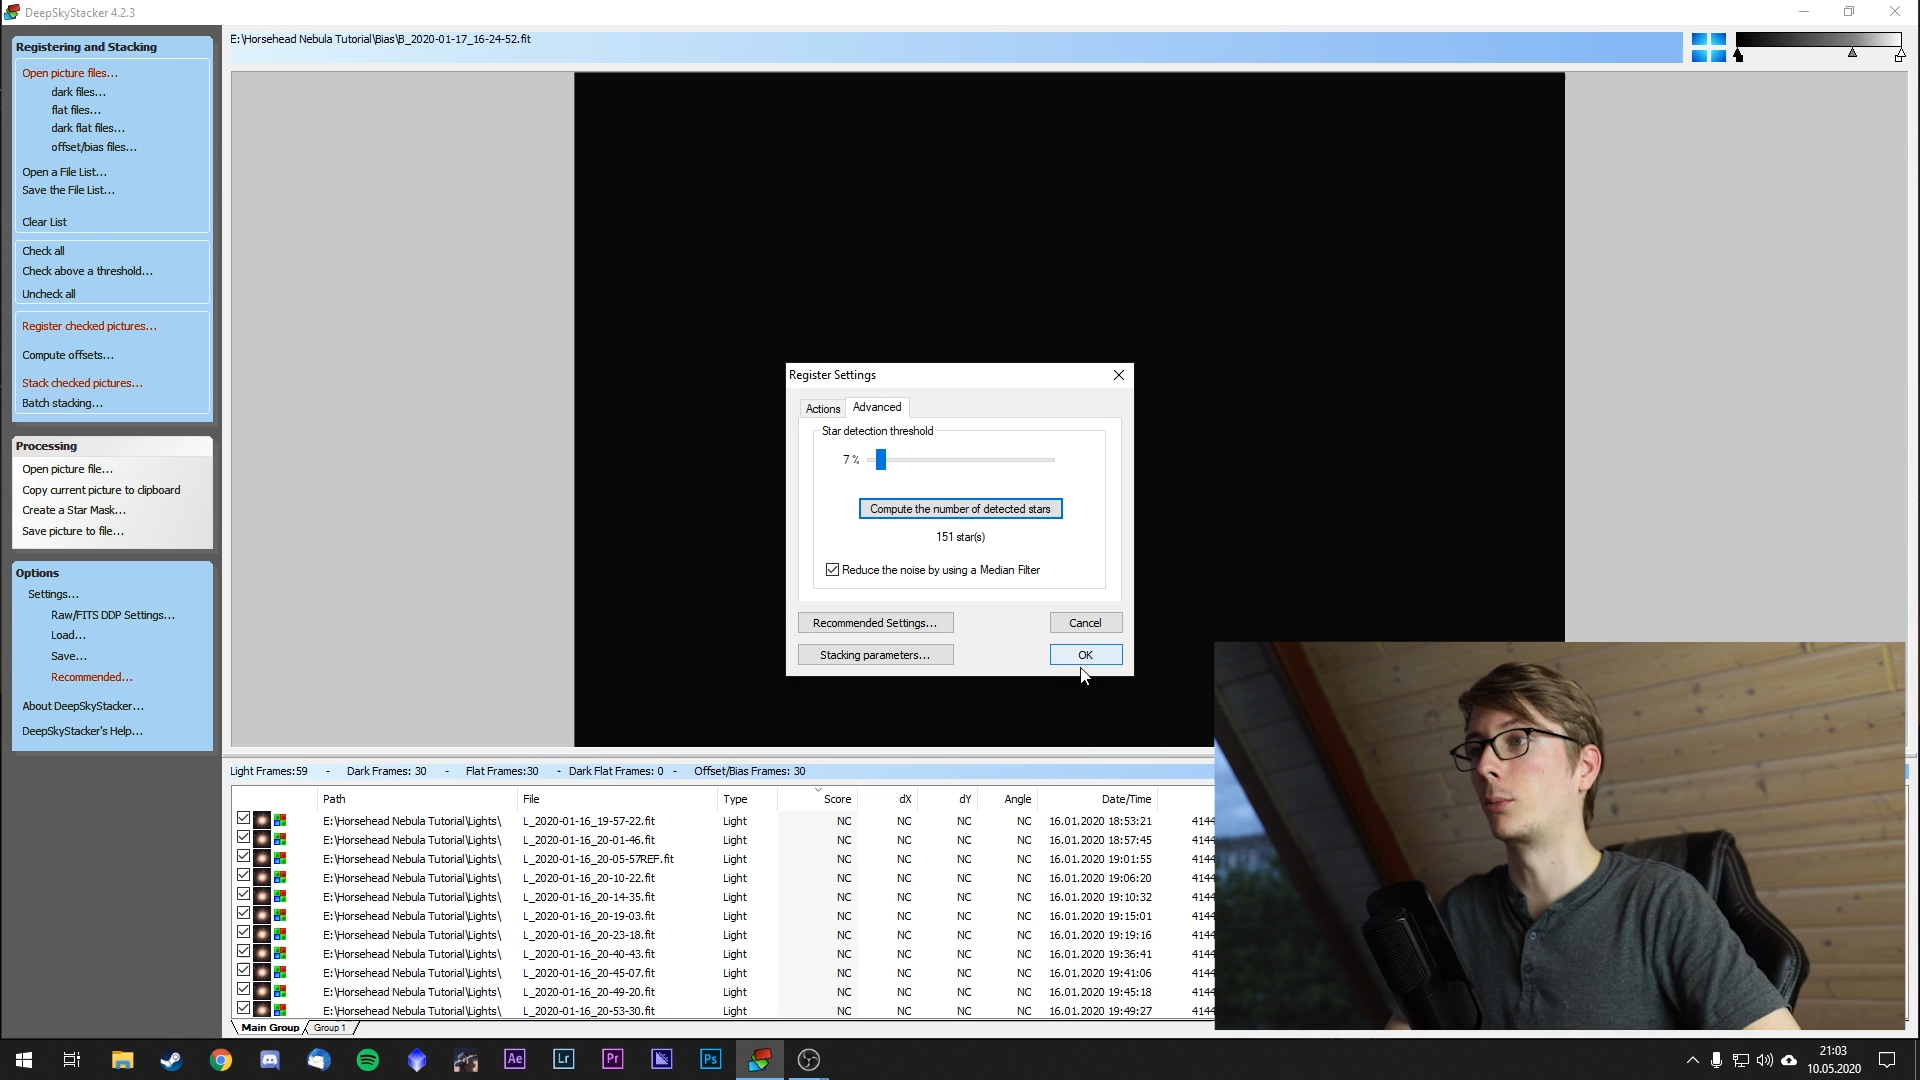 DeepSkyStacker 4.2.3
Registering and Stacking
Open picture files...
dark files...
flat files...
dark flat files...
offset/bias files...
Open a File List...
Save the File List...
Clear List
Check all
Check above a threshold...
Uncheck all
Register checked pictures...
Compute offsets...
Stack checked pictures...
Batch stacking...
Processing
Open picture file...
Copy current picture to clipboard
Create a Star Mask...
Save picture to file...
Options
Settings...
Raw/FITS DDP Settings...
Load...
Save...
Recommended...
About DeepSkyStacker...
DeepSkyStacker's Help...
E:\Horsehead Nebula Tutorial\Bias\B_2020-01-17_16-24-52.fit
Register Settings
Actions Advanced
Star detection threshold
7 %
Compute the number of detected stars
151 star(s)
Reduce the noise by using a Median Filter
Recommended Settings... Cancel
Stacking parameters... OK
Light Frames:59 - Dark Frames: 30 - Flat Frames:30 - Dark Flat Frames: 0 - Offset/Bias Frames: 30
Path File Type Score dX dY Angle Date/Time
E:\Horsehead Nebula Tutorial\Lights\ L_2020-01-16_19-57-22.fit Light NC NC NC NC 16.01.2020 18:53:21 4144
E:\Horsehead Nebula Tutorial\Lights\ L_2020-01-16_20-01-46.fit Light NC NC NC NC 16.01.2020 18:57:45 4144
E:\Horsehead Nebula Tutorial\Lights\ L_2020-01-16_20-05-57REF.fit Light NC NC NC NC 16.01.2020 19:01:55 4144
E:\Horsehead Nebula Tutorial\Lights\ L_2020-01-16_20-10-22.fit Light NC NC NC NC 16.01.2020 19:06:20 4144
E:\Horsehead Nebula Tutorial\Lights\ L_2020-01-16_20-14-35.fit Light NC NC NC NC 16.01.2020 19:10:32 4144
E:\Horsehead Nebula Tutorial\Lights\ L_2020-01-16_20-19-03.fit Light NC NC NC NC 16.01.2020 19:15:01 4144
E:\Horsehead Nebula Tutorial\Lights\ L_2020-01-16_20-23-18.fit Light NC NC NC NC 16.01.2020 19:19:16 4144
E:\Horsehead Nebula Tutorial\Lights\ L_2020-01-16_20-40-43.fit Light NC NC NC NC 16.01.2020 19:36:41 4144
E:\Horsehead Nebula Tutorial\Lights\ L_2020-01-16_20-45-07.fit Light NC NC NC NC 16.01.2020 19:41:06 4144
E:\Horsehead Nebula Tutorial\Lights\ L_2020-01-16_20-49-20.fit Light NC NC NC NC 16.01.2020 19:45:18 4144
E:\Horsehead Nebula Tutorial\Lights\ L_2020-01-16_20-53-30.fit Light NC NC NC NC 16.01.2020 19:49:27 4144
Main Group Group 1
Ae Lr Pr Ps
21:03
10.05.2020